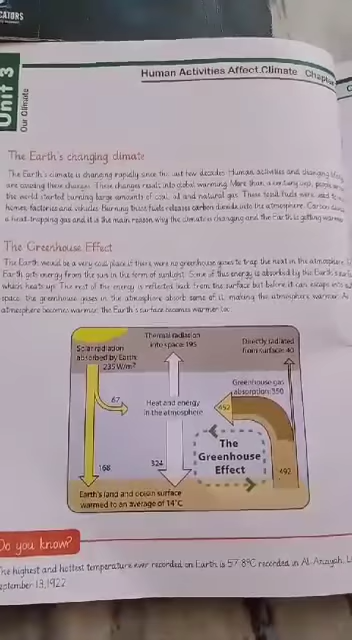 CATORS
Unit 3
Our Climate
Human Activities Affect Climate Chapter
The Earth's changing climate
The Earth's climate is changing rapidly since the last few decades. Human activities and changing
are causing these changes. These changes result into global warming. More than a century ago, people
the world started burning large amounts of coal, oil and natural gas. These fossil fuels were used to
homes, factories and vehicles. Burning these fuels releases carbon dioxide into the atmosphere. Carbon
a heat-trapping gas and it is the main reason why the climate is changing and the Earth is getting warmer.
The Greenhouse Effect
The Earth would be a very cold place if there were no greenhouse gases to trap the heat in the atmosphere.
Earth gets energy from the sun in the form of sunlight. Some of this energy is absorbed by the Earth's
which heats up. The rest of the energy is reflected back from the surface but before it can escape into
space, the greenhouse gases in the atmosphere absorb some of it, making the atmosphere warmer. As
atmosphere becomes warmer, the Earth's surface becomes warmer too.
Solar radiation
absorbed by Earth:
235 W/m²
Thermal radiation
into space: 195
Directly radiated
from surface: 40
67
Heat and energy
in the atmosphere
Greenhouse gas
absorption: 350
452
The
Greenhouse
Effect
168
324
492
Earth's land and ocean surface
warmed to an average of 14°C
Do you know?
The highest and hottest temperature ever recorded on Earth is 57.8°C recorded in Al Aziziyah,
September 13, 1922